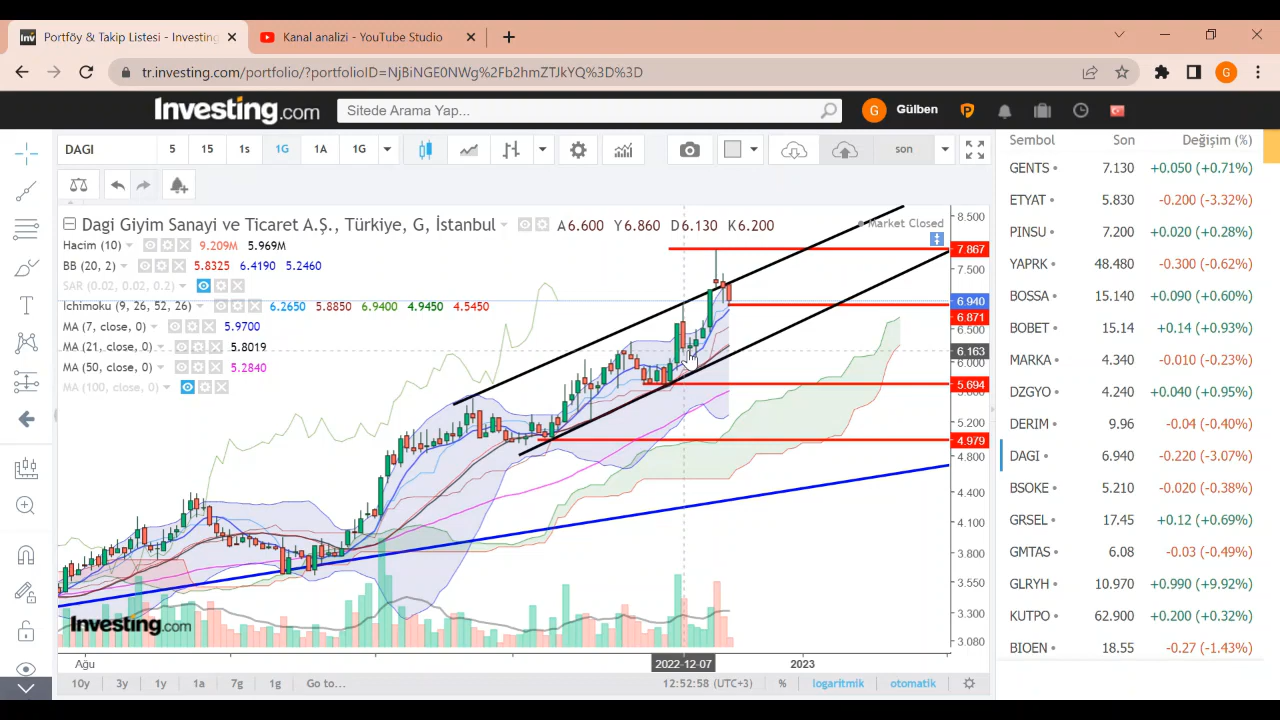 Portföy & Takip Listesi - Investing
Kanal analizi - YouTube Studio
tr.investing.com/portfolio/?portfolioID=NjBiNGE0NWg%2Fb2hmZTJkYQ%3D%3D
G
Investing.com
Sitede Arama Yap...
G
Gülben
DAGI
5
15
1s
1G
1A
1G
son
Dagi Giyim Sanayi ve Ticaret A.Ş., Türkiye, G, İstanbul
A6.600 Y6.860 D6.130 K6.200
Market Closed
Hacim (10) 9.209M 5.969M
BB (20, 2) 5.8325 6.4190 5.2460
SAR (0.02, 0.02, 0.2)
Ichimoku (9, 26, 52, 26) 6.2650 5.8850 6.9400 4.9450 4.5450
MA (7, close, 0) 5.9700
MA (21, close, 0) 5.8019
MA (50, close, 0) 5.2840
MA (100, close, 0)
8.500
7.867
7.500
6.940
6.871
6.500
6.163
6.000
5.694
5.600
5.200
4.979
4.800
4.400
4.100
3.800
3.550
3.300
3.080
Investing.com
Ağu
2022-12-07
2023
10y
3y
1y
1a
7g
1g
Go to...
12:52:58 (UTC+3)
%
logaritmik
otomatik
Sembol Son Değişim (%)
GENTS 7.130 +0.050 (+0.71%)
ETYAT 5.830 -0.200 (-3.32%)
PINSU 7.200 +0.020 (+0.28%)
YAPRK 48.480 -0.300 (-0.62%)
BOSSA 15.140 +0.090 (+0.60%)
BOBET 15.14 +0.14 (+0.93%)
MARKA 4.340 -0.010 (-0.23%)
DZGYO 4.240 +0.040 (+0.95%)
DERIM 9.96 -0.04 (-0.40%)
DAGI 6.940 -0.220 (-3.07%)
BSOKE 5.210 -0.020 (-0.38%)
GRSEL 17.45 +0.12 (+0.69%)
GMTAS 6.08 -0.03 (-0.49%)
GLRYH 10.970 +0.990 (+9.92%)
KUTPO 62.900 +0.200 (+0.32%)
BIOEN 18.55 -0.27 (-1.43%)